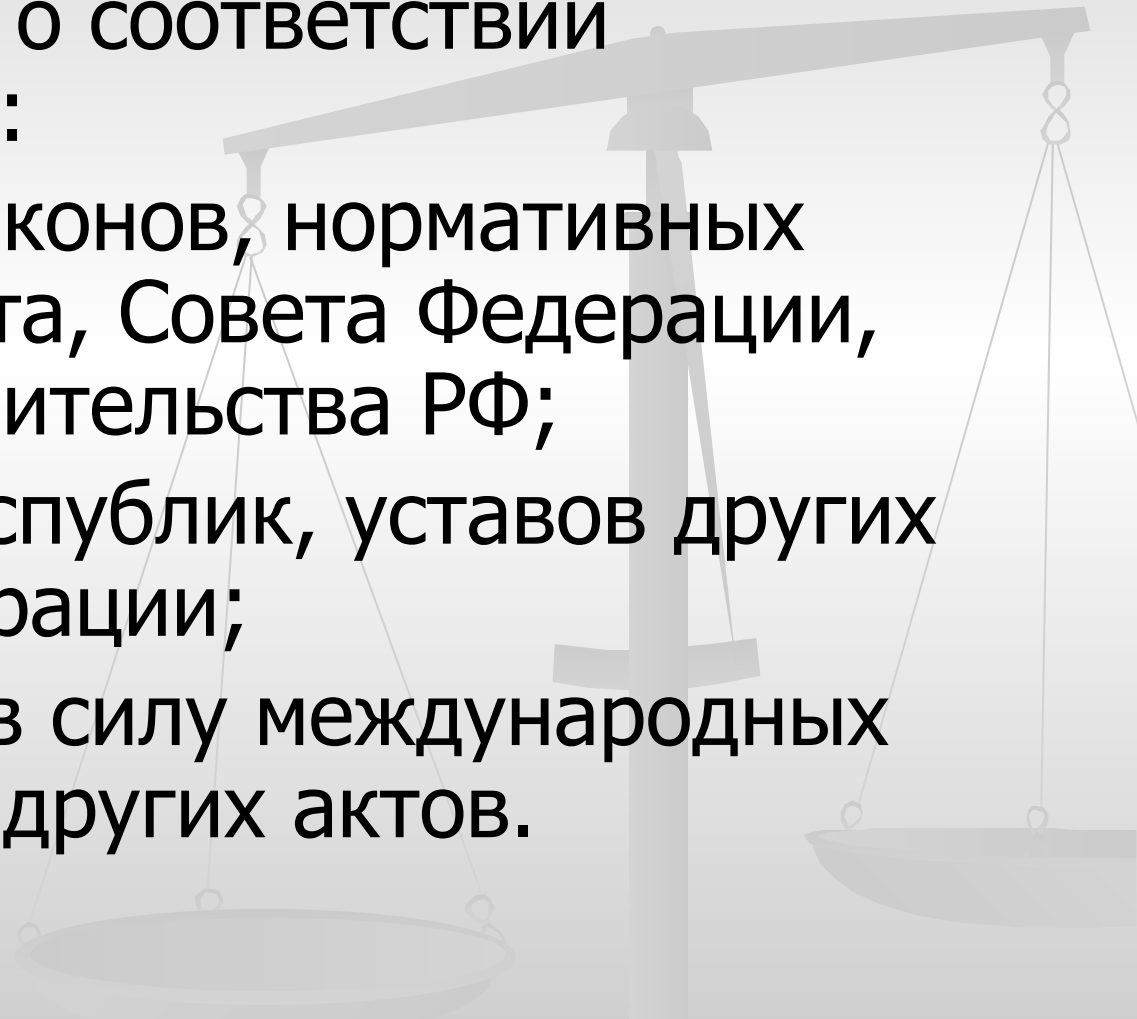 о соответствии
:
конов, нормативных
та, Совета Федерации,
ительства РФ;
спублик, уставов других
рации;
в силу международных
других актов.